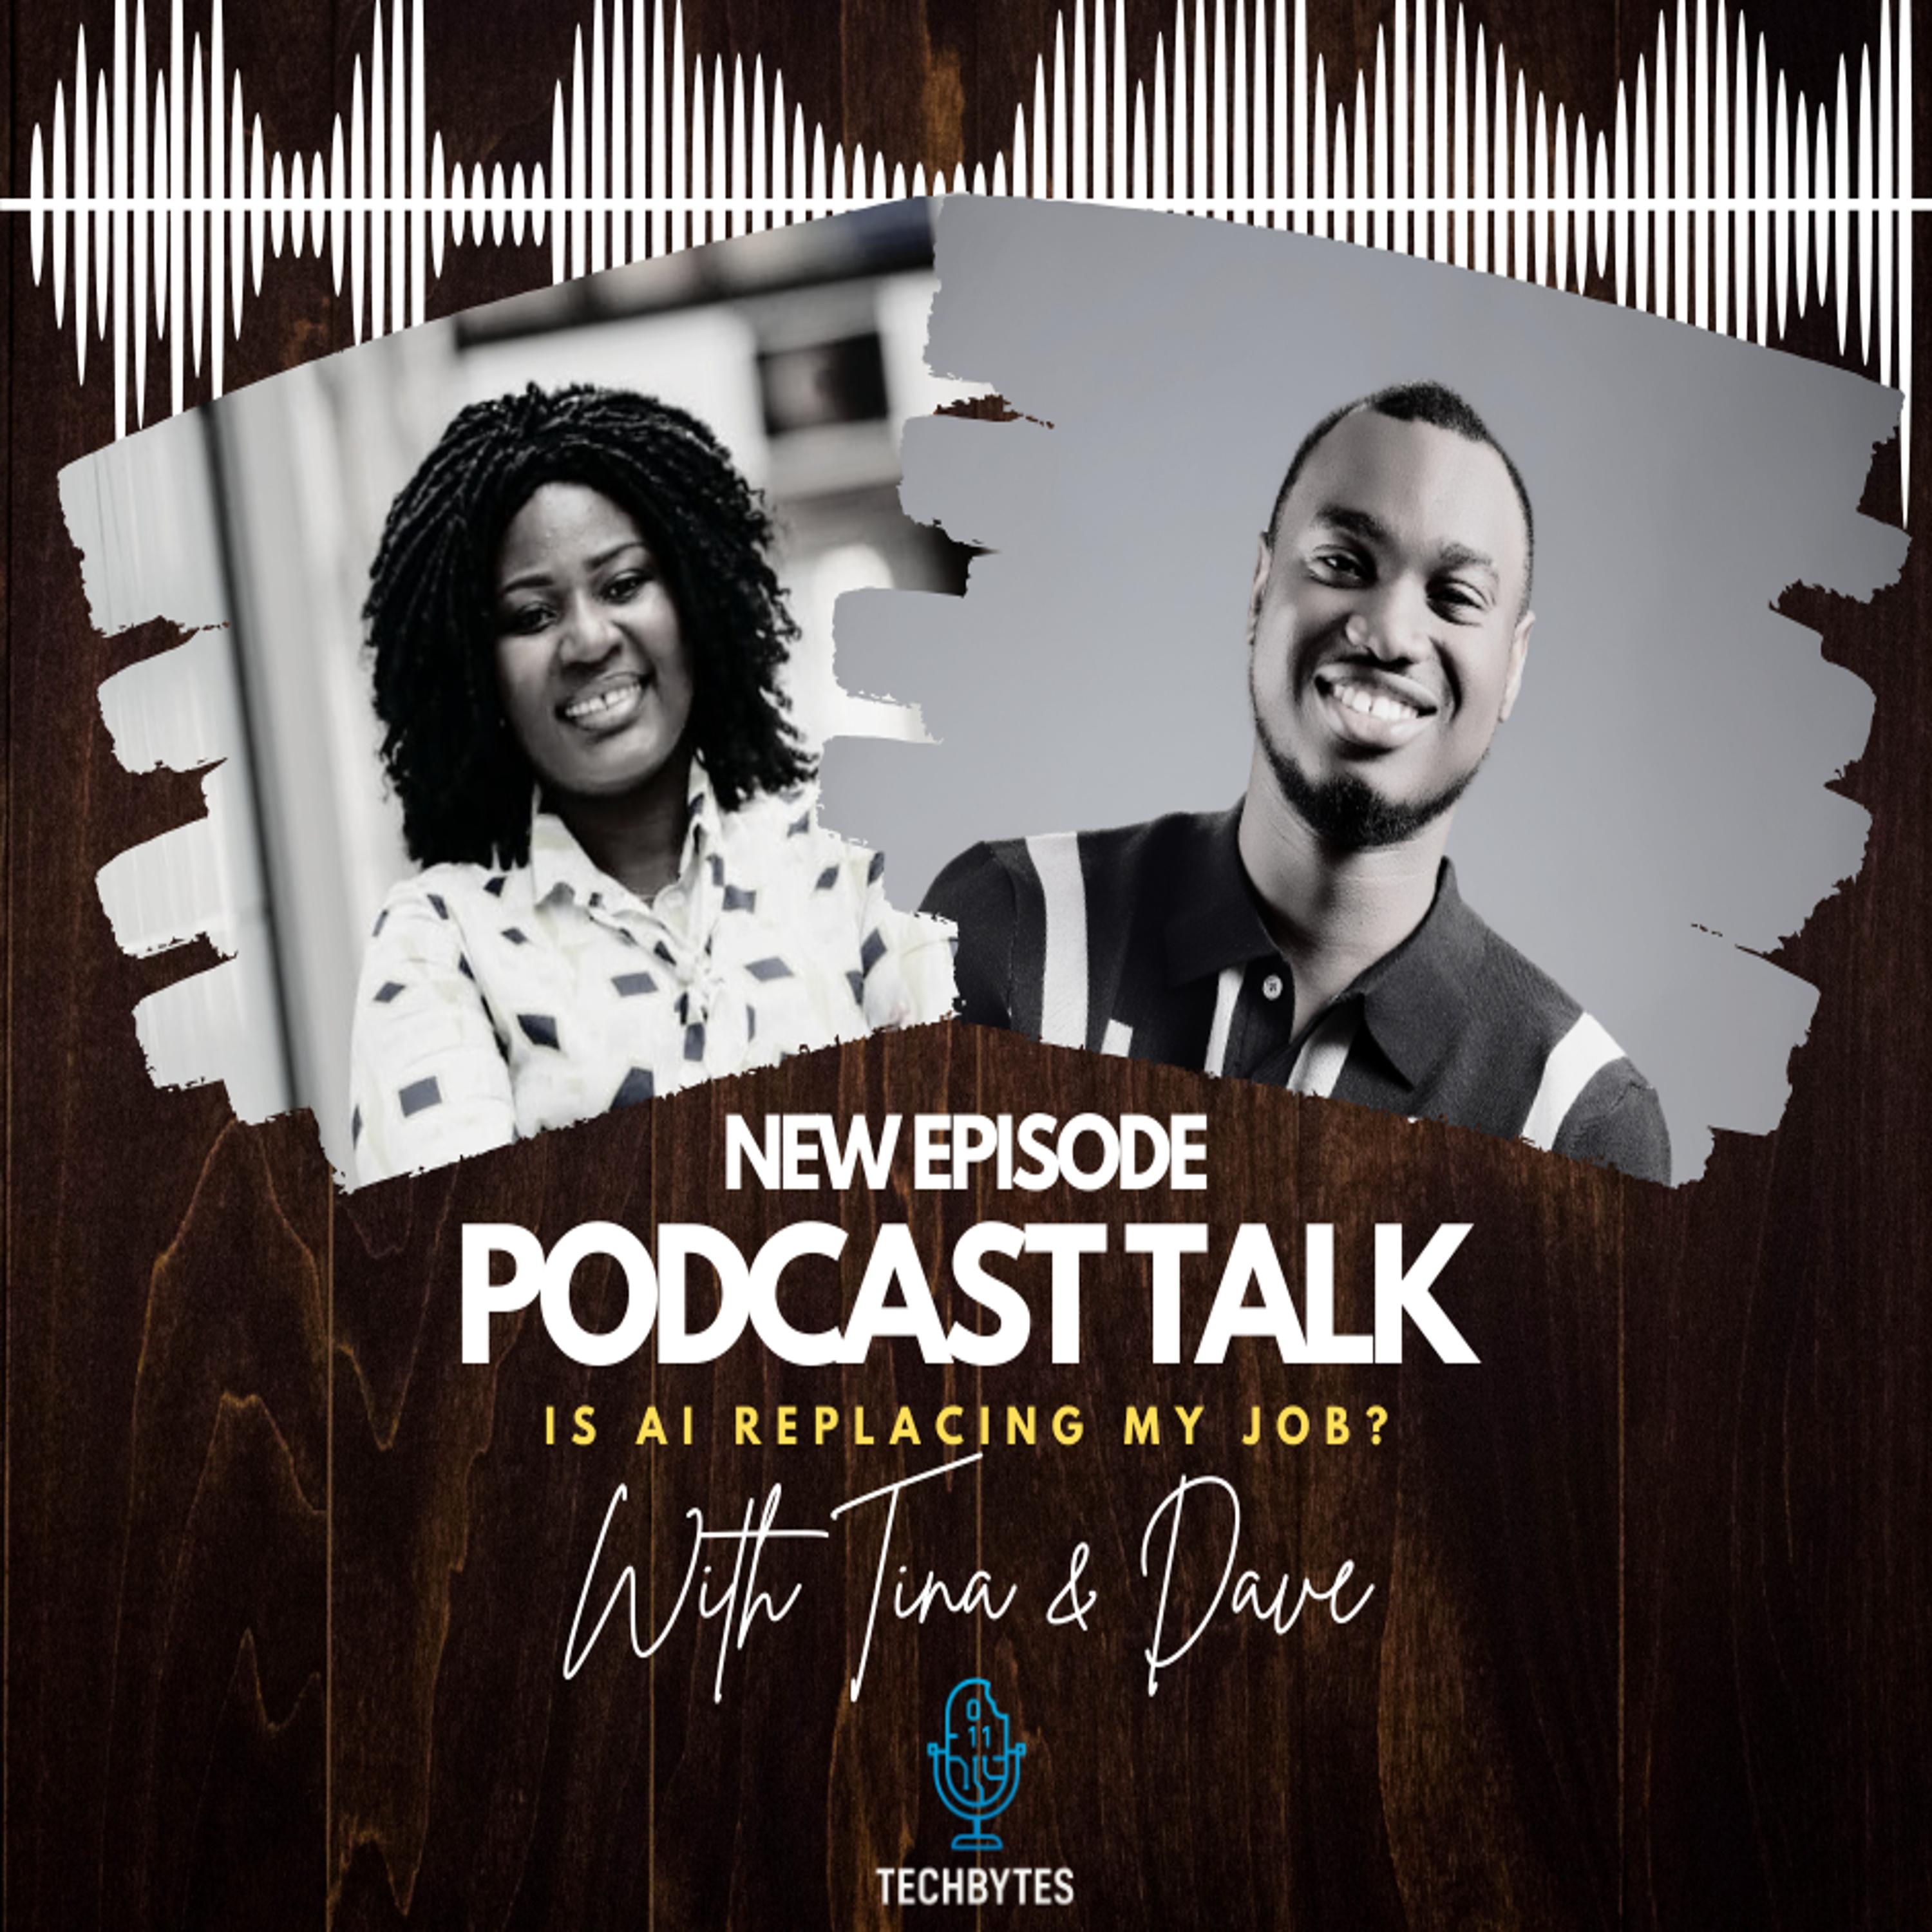 NEW EPISODE
PODCAST TALK
IS AI REPLACING MY JOB?
With Tina & Dave
TECHBYTES